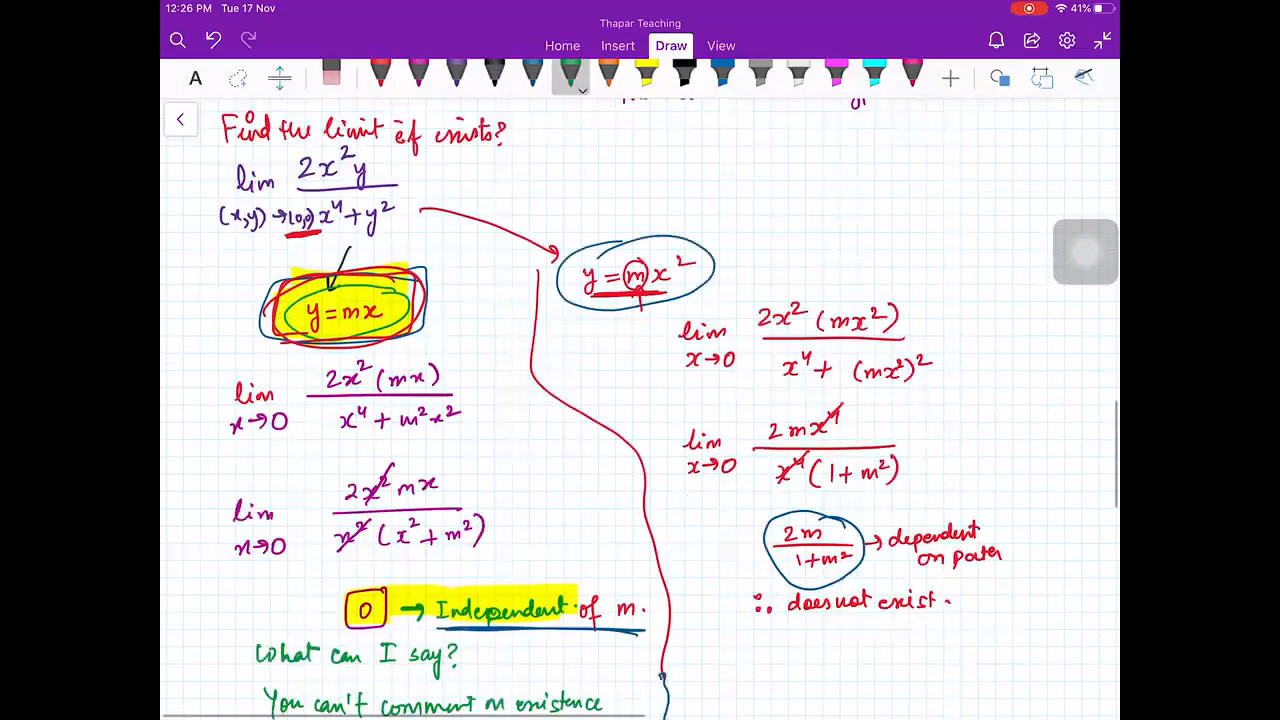 12:26 PM Tue 17 Nov
41%
Thapar Teaching
Home Insert Draw View
A
Find the limit if exists?
lim 2x²y
(x,y)→(0,0) x⁴+y²
y = mx
lim 2x²(mx)
x→0 x⁴ + m²x²
lim 2x² mx
x→0 x² (x² + m²)
0 → Independent of m.
What can I say?
You can't comment on existence
y = mx²
lim 2x² (mx²)
x→0 x⁴ + (mx²)²
lim 2mx⁴
x→0 x⁴(1+m²)
2m → dependent
1+m² on path
∴ does not exist.